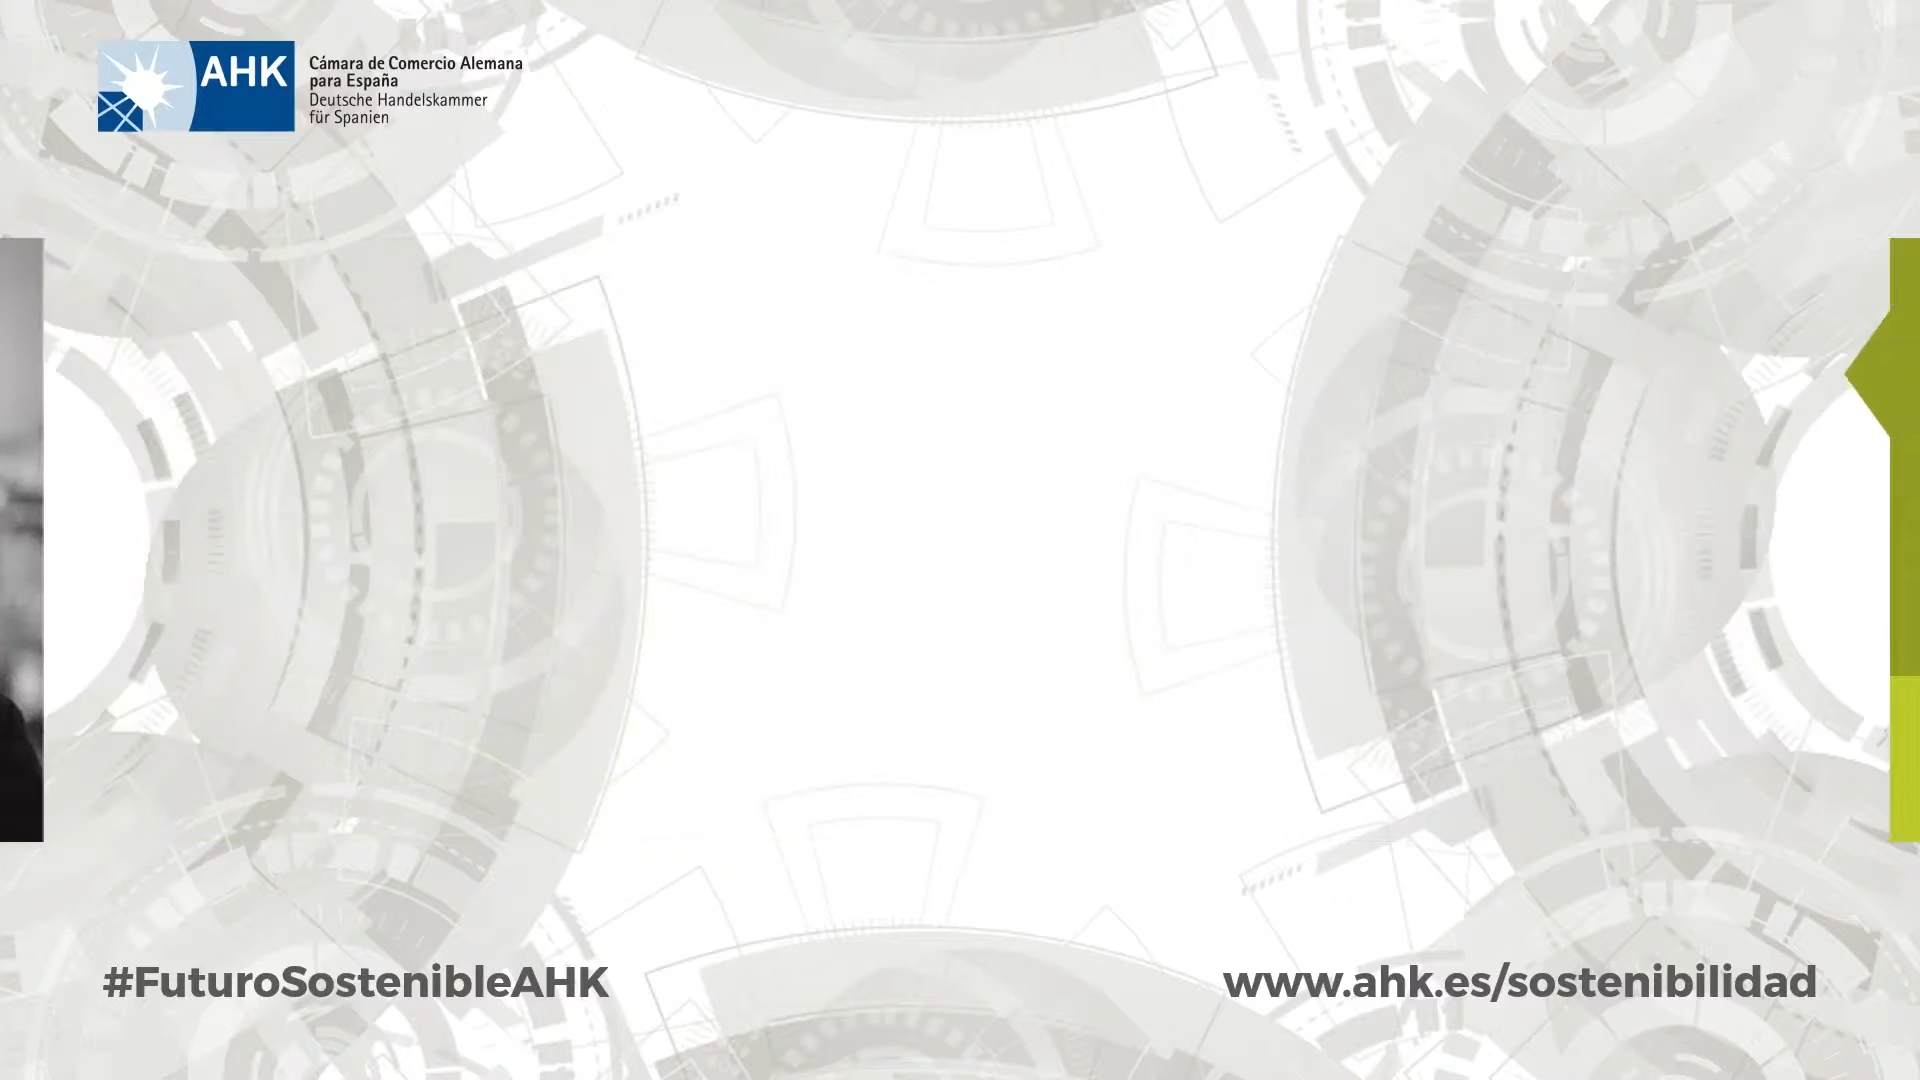 AHK
Cámara de Comercio Alemana
para España
Deutsche Handelskammer
für Spanien
#FuturoSostenibleAHK
www.ahk.es/sostenibilidad